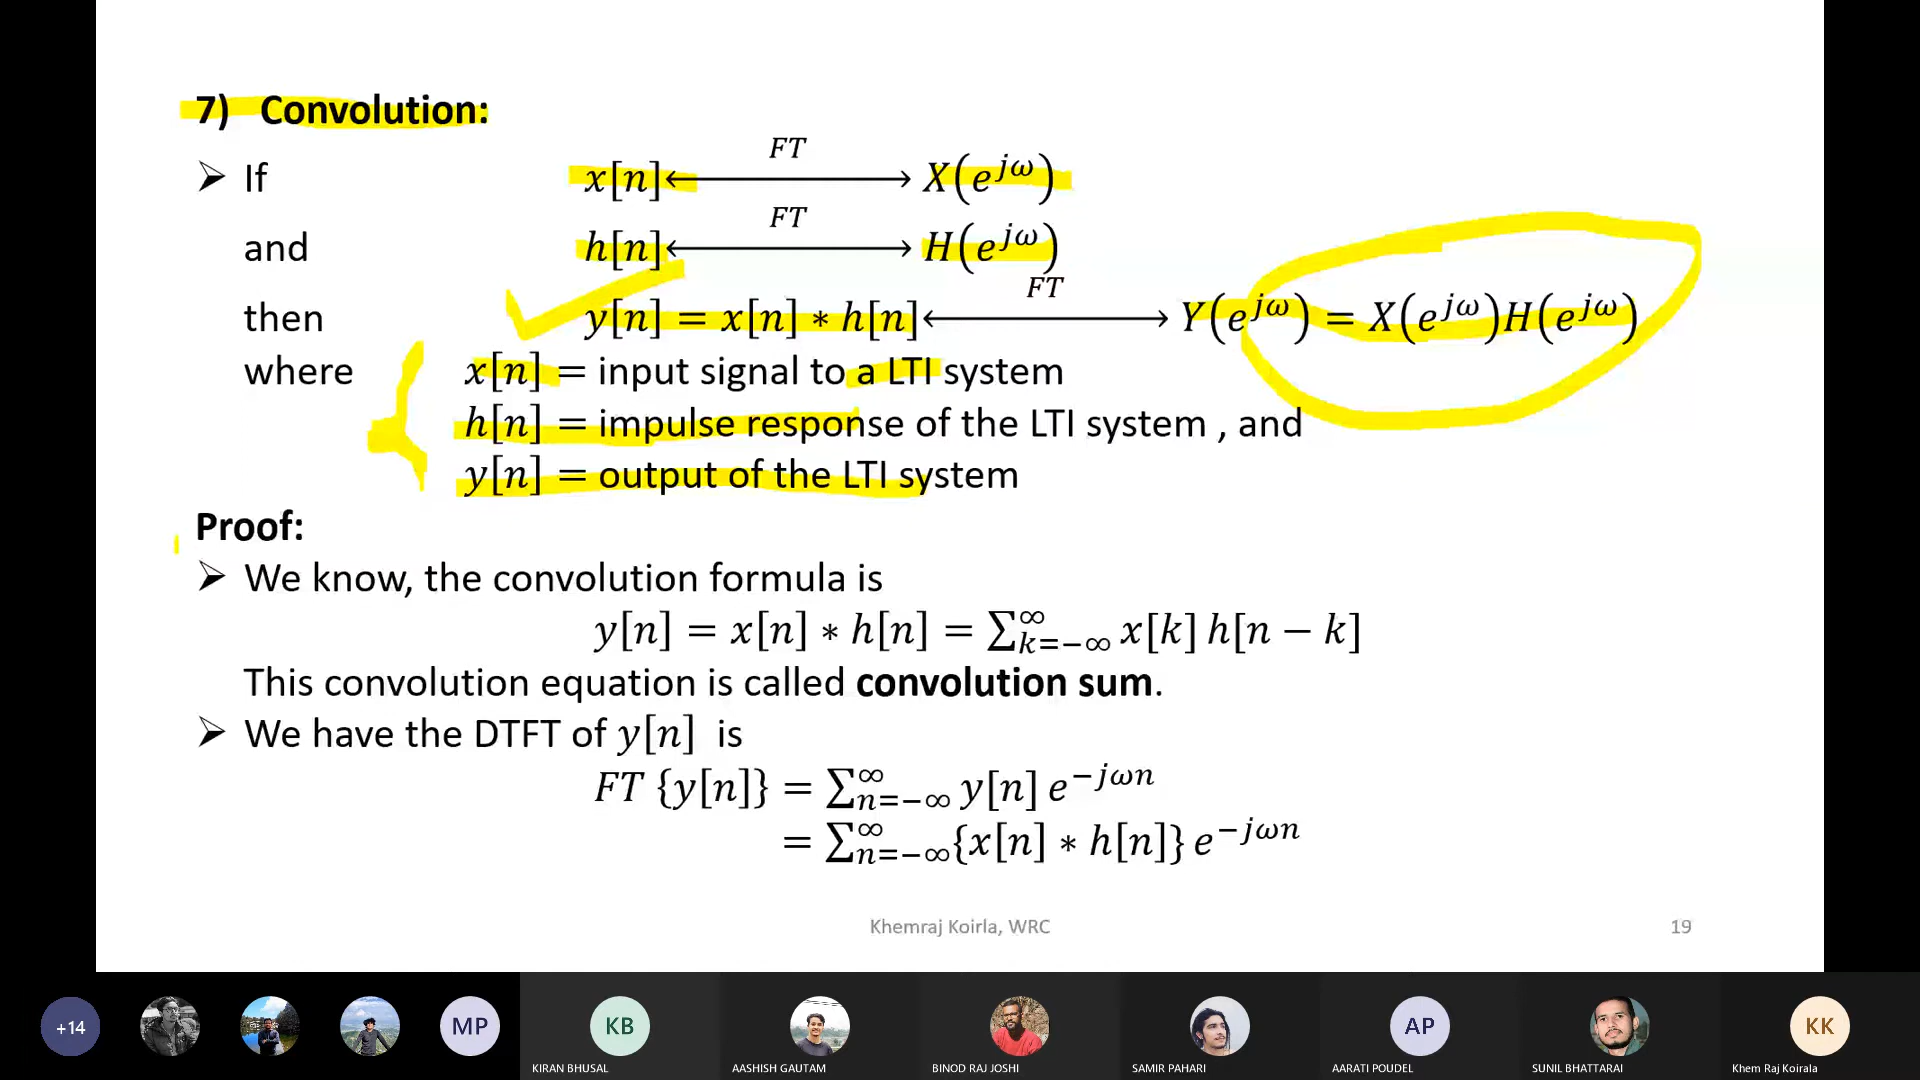 7) Convolution:
FT
➢ If x[n] ⟷ X(e^{jω})
FT
and h[n] ⟷ H(e^{jω})
FT
then y[n] = x[n] ∗ h[n] ⟷ Y(e^{jω}) = X(e^{jω})H(e^{jω})
where x[n] = input signal to a LTI system
h[n] = impulse response of the LTI system , and
y[n] = output of the LTI system
Proof:
➢ We know, the convolution formula is
y[n] = x[n] ∗ h[n] = ∑_{k=−∞}^{∞} x[k] h[n − k]
This convolution equation is called convolution sum.
➢ We have the DTFT of y[n] is
FT {y[n]} = ∑_{n=−∞}^{∞} y[n] e^{−jωn}
= ∑_{n=−∞}^{∞} {x[n] ∗ h[n]} e^{−jωn}
Khemraj Koirla, WRC 19
+14 MP KB AP KK
KIRAN BHUSAL AASHISH GAUTAM BINOD RAJ JOSHI SAMIR PAHARI AARATI POUDEL SUNIL BHATTARAI Khem Raj Koirala